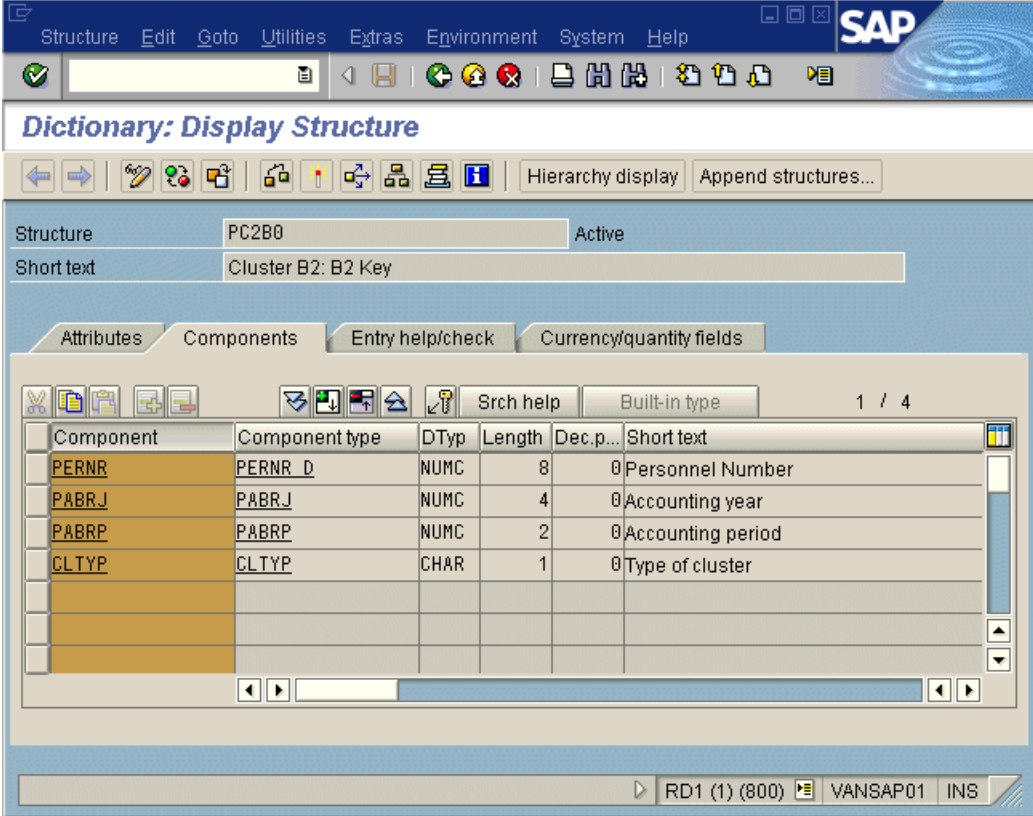 Structure Edit Goto Utilities Extras Environment System Help
SAP
Dictionary: Display Structure
Hierarchy display Append structures...
Structure PC2B0 Active
Short text Cluster B2: B2 Key
Attributes Components Entry help/check Currency/quantity fields
Srch help Built-in type 1 / 4
Component Component type DTyp Length Dec.p... Short text
PERNR PERNR_D NUMC 8 0 Personnel Number
PABRJ PABRJ NUMC 4 0 Accounting year
PABRP PABRP NUMC 2 0 Accounting period
CLTYP CLTYP CHAR 1 0 Type of cluster
RD1 (1) (800) VANSAP01 INS